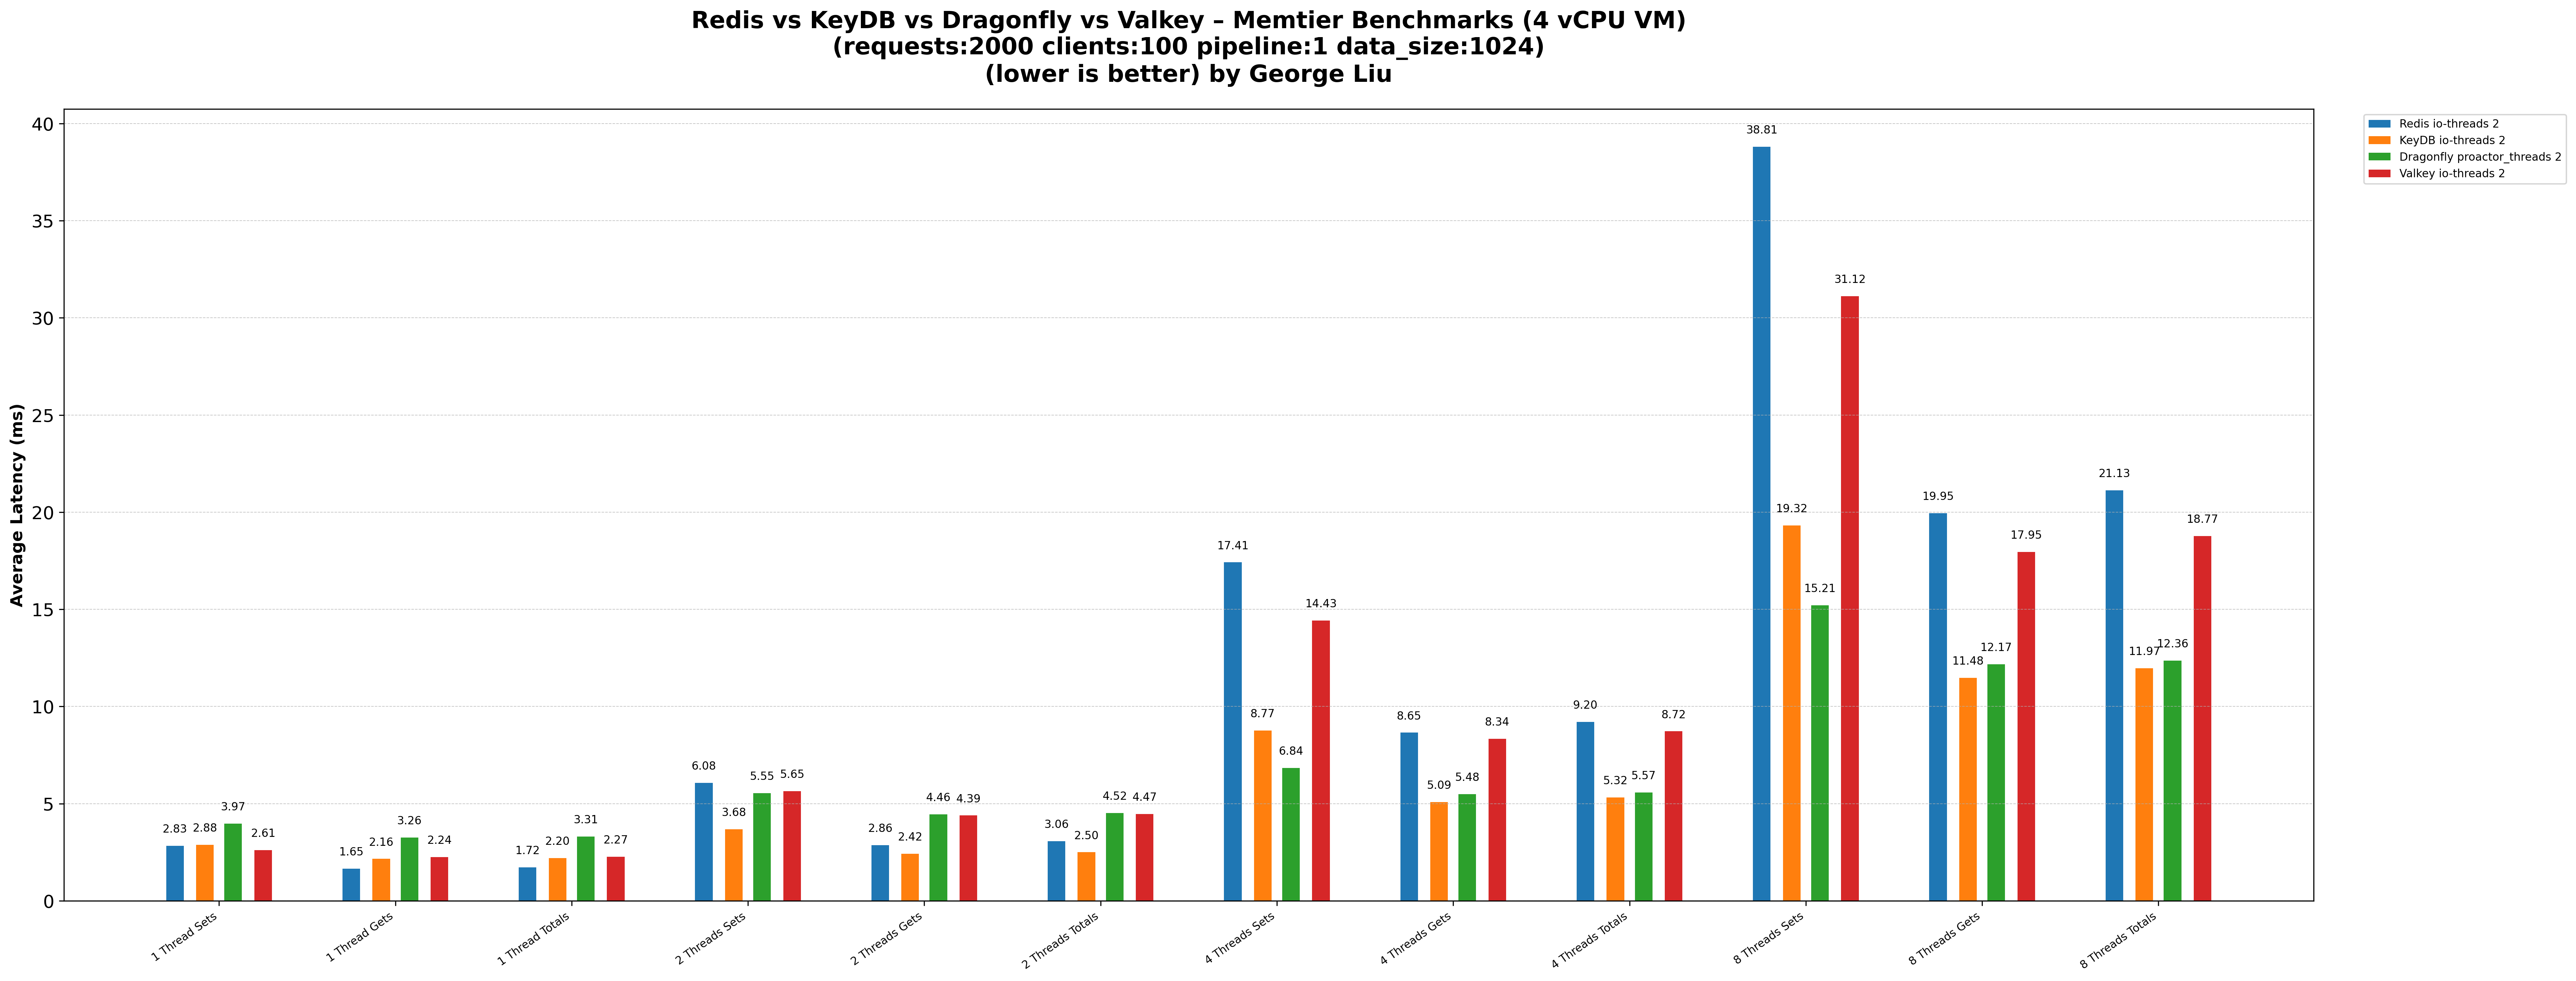 Redis vs KeyDB vs Dragonfly vs Valkey – Memtier Benchmarks (4 vCPU VM)
(requests:2000 clients:100 pipeline:1 data_size:1024)
(lower is better) by George Liu
Redis io-threads 2
KeyDB io-threads 2
Dragonfly proactor_threads 2
Valkey io-threads 2
Average Latency (ms)
40
35
30
25
20
15
10
5
0
2.83 2.88 3.97 2.61
1.65 2.16 3.26 2.24
1.72 2.20 3.31 2.27
6.08 3.68 5.55 5.65
2.86 2.42 4.46 4.39
3.06 2.50 4.52 4.47
17.41 8.77 6.84 14.43
8.65 5.09 5.48 8.34
9.20 5.32 5.57 8.72
38.81 19.32 15.21 31.12
19.95 11.48 12.17 17.95
21.13 11.97 12.36 18.77
1 Thread Sets
1 Thread Gets
1 Thread Totals
2 Threads Sets
2 Threads Gets
2 Threads Totals
4 Threads Sets
4 Threads Gets
4 Threads Totals
8 Threads Sets
8 Threads Gets
8 Threads Totals